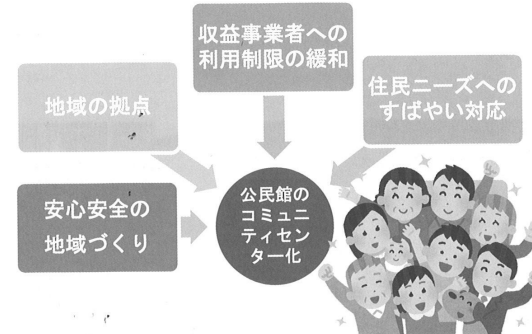 収益事業者への
利用制限の緩和
地域の拠点
住民ニーズへの
すばやい対応
安心安全の
地域づくり
公民館の
コミュニ
ティセン
ター化